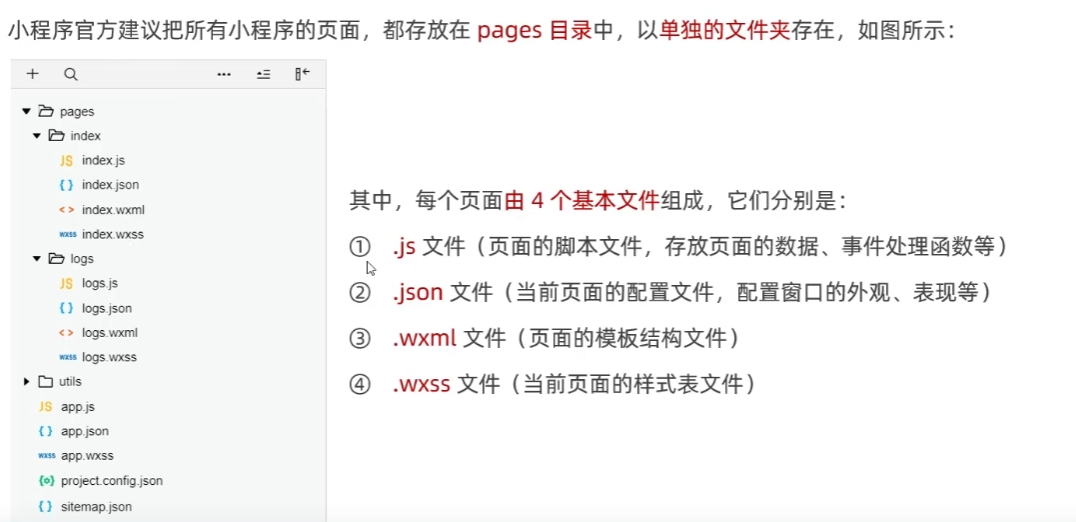 小程序官方建议把所有小程序的页面，都存放在 pages 目录中，以单独的文件夹存在，如图所示：
pages
index
JS index.js
{ } index.json
< > index.wxml
wxss index.wxss
logs
JS logs.js
{ } logs.json
< > logs.wxml
wxss logs.wxss
utils
JS app.js
{ } app.json
wxss app.wxss
{o} project.config.json
{ } sitemap.json
其中，每个页面由 4 个基本文件组成，它们分别是：
① .js 文件（页面的脚本文件，存放页面的数据、事件处理函数等）
② .json 文件（当前页面的配置文件，配置窗口的外观、表现等）
③ .wxml 文件（页面的模板结构文件）
④ .wxss 文件（当前页面的样式表文件）